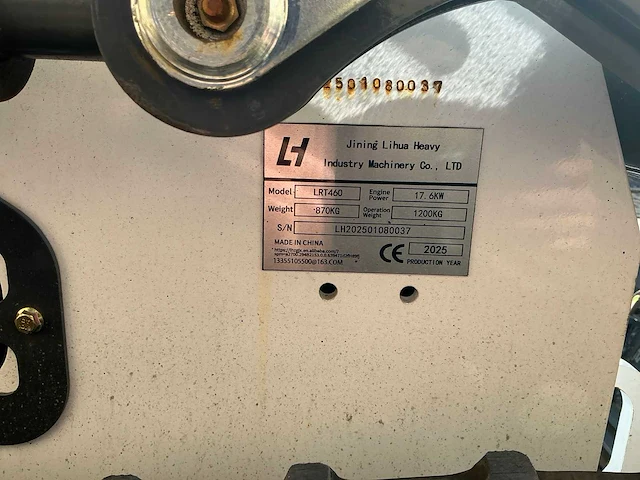 2501080037
LH
Jining Lihua Heavy
Industry Machinery Co., LTD
Model LRT460 Engine Power 17.6KW
Weight 870KG Operation Weight 1200KG
S/N LH202501080037
MADE IN CHINA
CE 2025
PRODUCTION YEAR
13355105500@163.COM